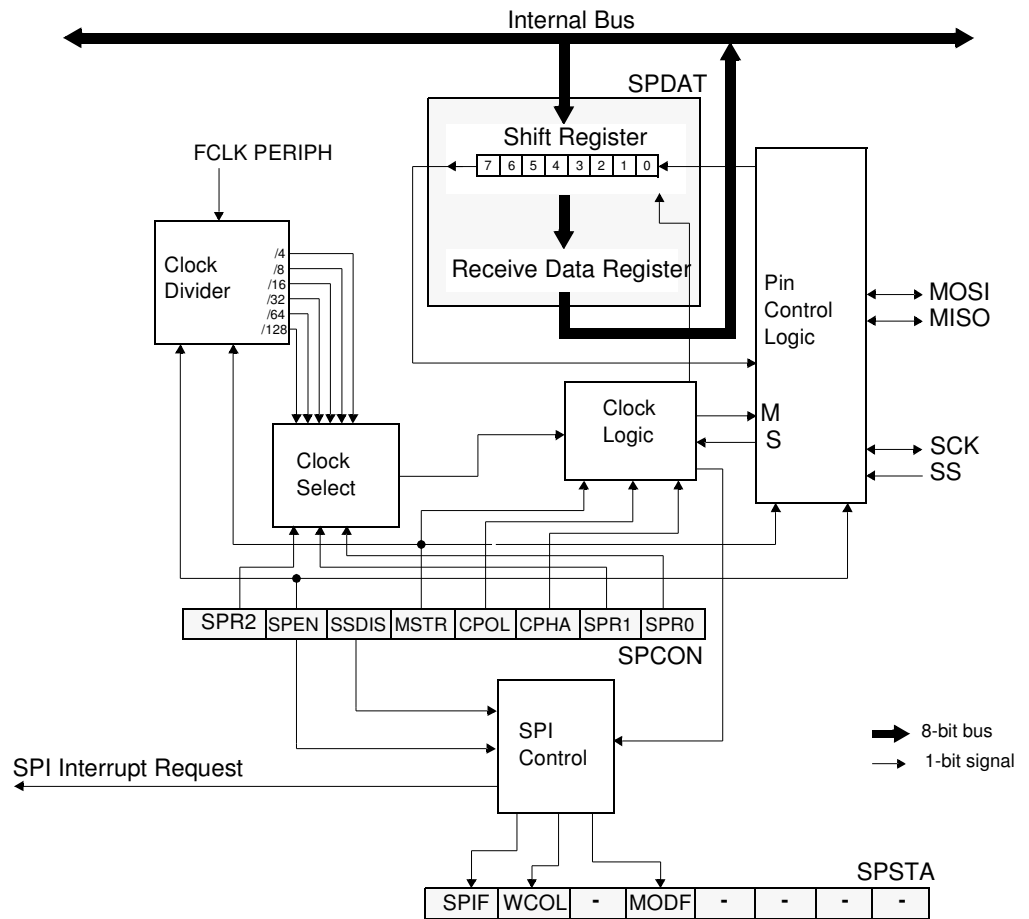 Internal Bus
SPDAT
Shift Register
7 6 5 4 3 2 1 0
FCLK PERIPH
Clock
Divider
/4
/8
/16
/32
/64
/128
Receive Data Register
Pin
Control
Logic
MOSI
MISO
Clock
Logic
M
S
SCK
SS
Clock
Select
SPR2 SPEN SSDIS MSTR CPOL CPHA SPR1 SPR0
SPCON
SPI
Control
8-bit bus
1-bit signal
SPI Interrupt Request
SPSTA
SPIF WCOL - MODF - - - -